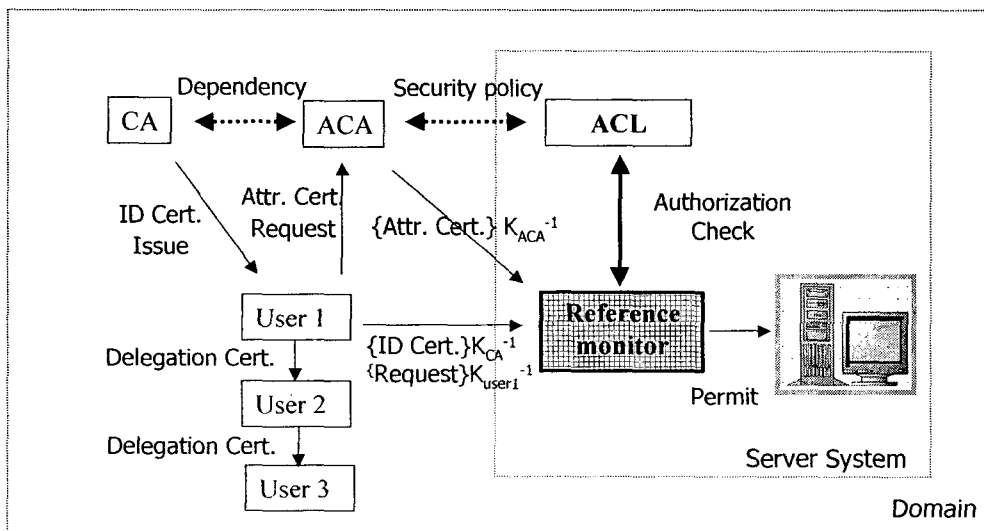 Dependency
Security policy
CA
ACA
ACL
ID Cert.
Issue
Attr. Cert.
Request
{Attr. Cert.} K_ACA^-1
Authorization
Check
User 1
{ID Cert.}K_CA^-1
{Request}K_user1^-1
Reference
monitor
Permit
Delegation Cert.
User 2
Delegation Cert.
User 3
Server System
Domain